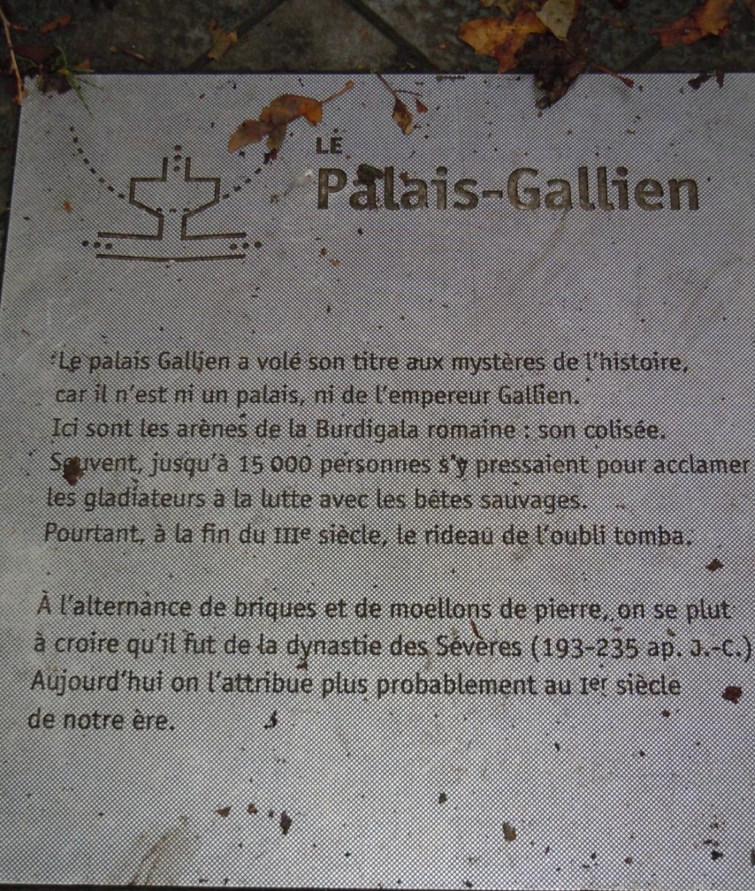 LE
Palais-Gallien
Le palais Gallien a volé son titre aux mystères de l'histoire,
car il n'est ni un palais, ni de l'empereur Gallien.
Ici sont les arènes de la Burdigala romaine : son colisée.
Souvent, jusqu'à 15 000 personnes s'y pressaient pour acclamer
les gladiateurs à la lutte avec les bêtes sauvages.
Pourtant, à la fin du IIIe siècle, le rideau de l'oubli tomba.
À l'alternance de briques et de moellons de pierre, on se plut
à croire qu'il fut de la dynastie des Sévères (193-235 ap. J.-C.)
Aujourd'hui on l'attribue plus probablement au Ier siècle
de notre ère.